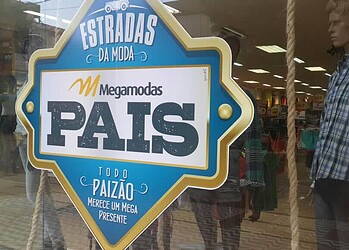 ESTRADAS
DA MODA
Megamodas
PAIS
TODO
PAIZÃO
MERECE UM MEGA
PRESENTE